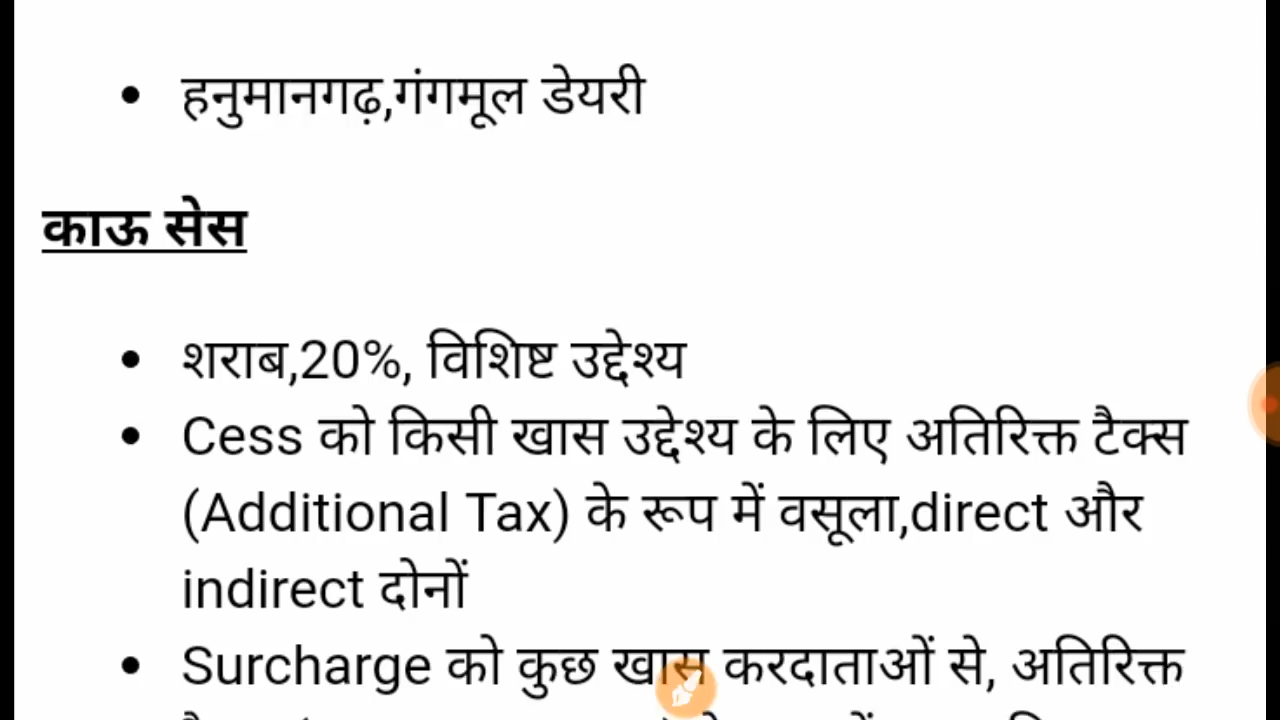 हनुमानगढ़,गंगमूल डेयरी
काऊ सेस
शराब,20%, विशिष्ट उद्देश्य
Cess को किसी खास उद्देश्य के लिए अतिरिक्त टैक्स
(Additional Tax) के रूप में वसूला,direct और
indirect दोनों
Surcharge को कुछ खास करदाताओं से, अतिरिक्त